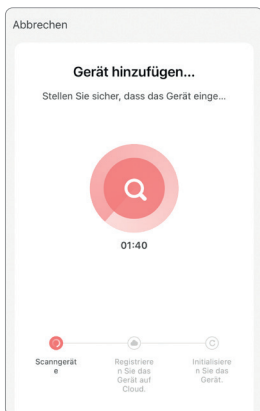 Abbrechen
Gerät hinzufügen...
Stellen Sie sicher, dass das Gerät einge...
01:40
Scanngerät
e
Registriere
n Sie das
Gerät auf
Cloud.
Initialisiere
n Sie das
Gerät.